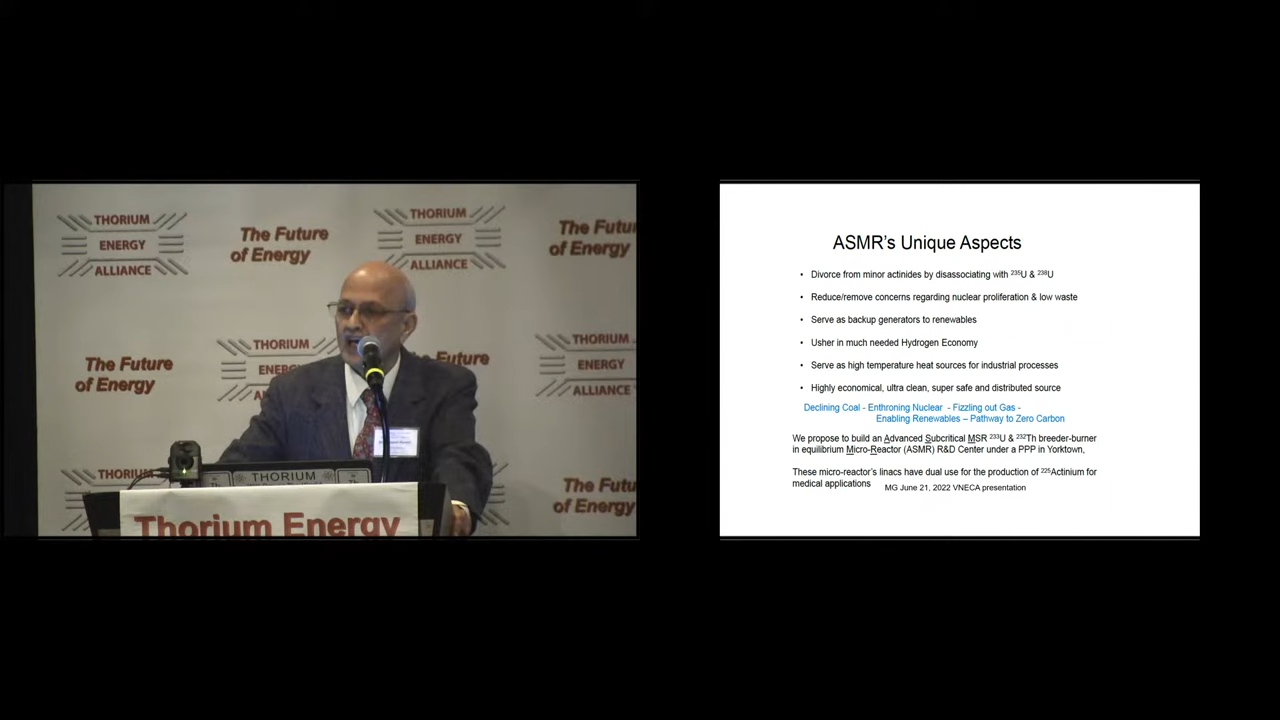 THORIUM
ENERGY
ALLIANCE
The Future
of Energy
THORIUM
ENERGY
ALLIANCE
The Futu
of Energy
The Future
of Energy
THORIUM
ENERGY
AL
Future
THORIUM
ENERGY
ALLIANCE
THORIUM
THORIUM
The Future
of Energy
Thorium Energy
ASMR's Unique Aspects
• Divorce from minor actinides by disassociating with ²³⁵U & ²³⁸U
• Reduce/remove concerns regarding nuclear proliferation & low waste
• Serve as backup generators to renewables
• Usher in much needed Hydrogen Economy
• Serve as high temperature heat sources for industrial processes
• Highly economical, ultra clean, super safe and distributed source
Declining Coal - Enthroning Nuclear - Fizzling out Gas -
Enabling Renewables – Pathway to Zero Carbon
We propose to build an Advanced Subcritical MSR ²³³U & ²³²Th breeder-burner
in equilibrium Micro-Reactor (ASMR) R&D Center under a PPP in Yorktown,
These micro-reactor's linacs have dual use for the production of ²²⁵Actinium for
medical applications
MG June 21, 2022 VNECA presentation